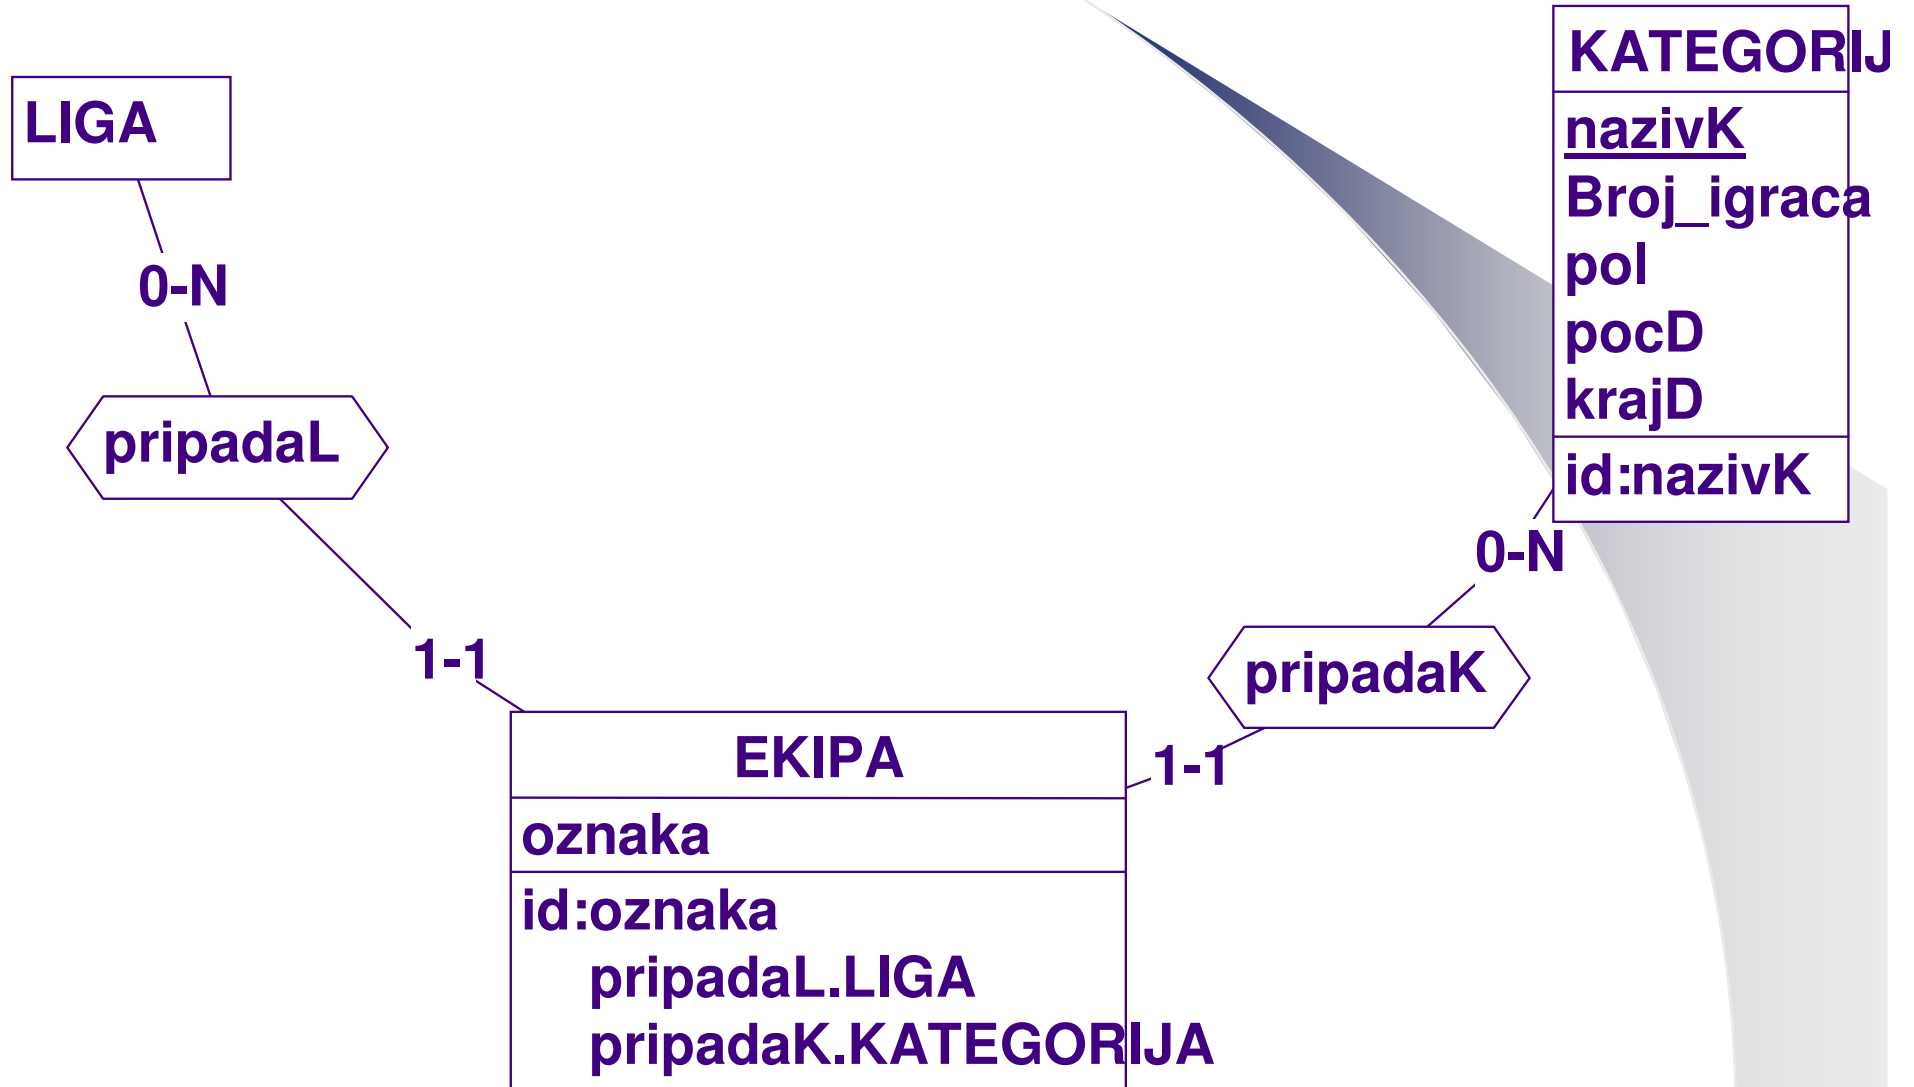 LIGA
0-N
pripadaL
1-1
KATEGORIJ
nazivK
Broj_igraca
pol
pocD
krajD
id:nazivK
0-N
pripadaK
1-1
EKIPA
oznaka
id:oznaka
pripadaL.LIGA
pripadaK.KATEGORIJA